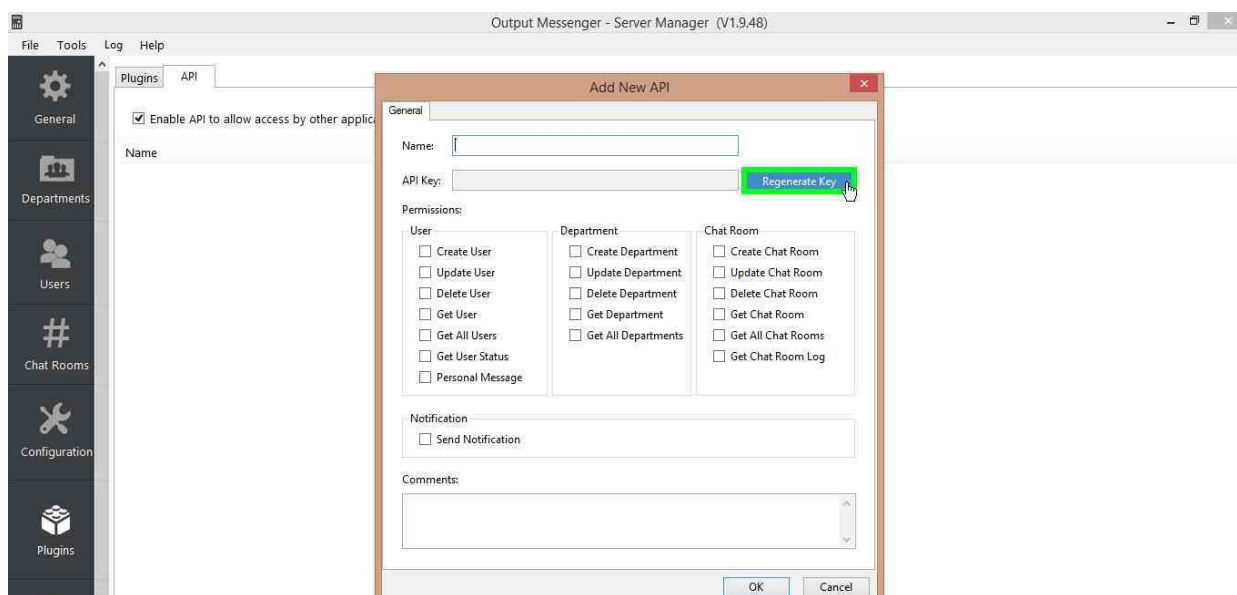 Output Messenger - Server Manager (V1.9.48)
File Tools Log Help
General
Departments
Users
Chat Rooms
Configuration
Plugins
Plugins API
Enable API to allow access by other applic
Name
Add New API
General
Name:
API Key: Regenerate Key
Permissions:
User
Create User
Update User
Delete User
Get User
Get All Users
Get User Status
Personal Message
Department
Create Department
Update Department
Delete Department
Get Department
Get All Departments
Chat Room
Create Chat Room
Update Chat Room
Delete Chat Room
Get Chat Room
Get All Chat Rooms
Get Chat Room Log
Notification
Send Notification
Comments:
OK Cancel